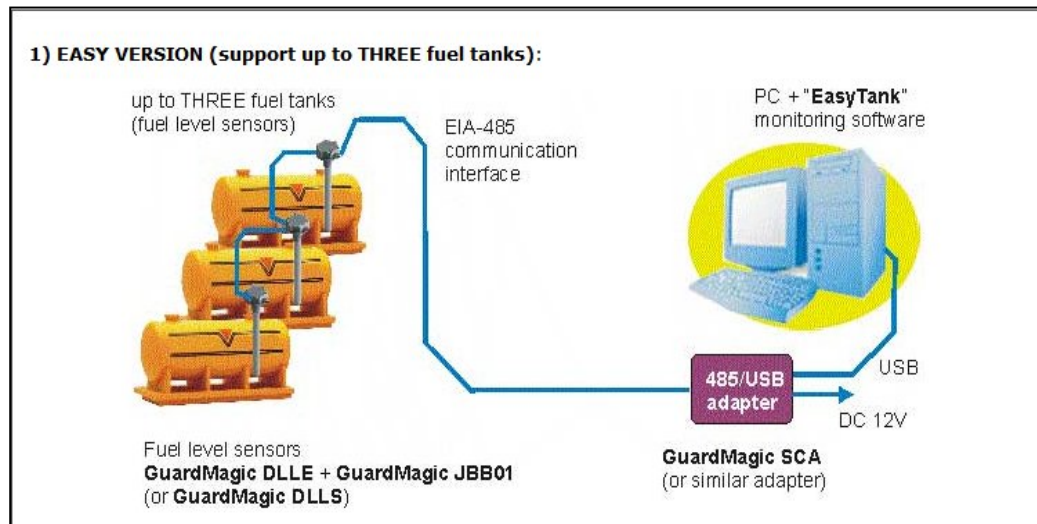 1) EASY VERSION (support up to THREE fuel tanks):
up to THREE fuel tanks
(fuel level sensors)
EIA-485
communication
interface
PC + "EasyTank"
monitoring software
485/USB
adapter
USB
DC 12V
Fuel level sensors
GuardMagic DLLE + GuardMagic JBB01
(or GuardMagic DLLS)
GuardMagic SCA
(or similar adapter)